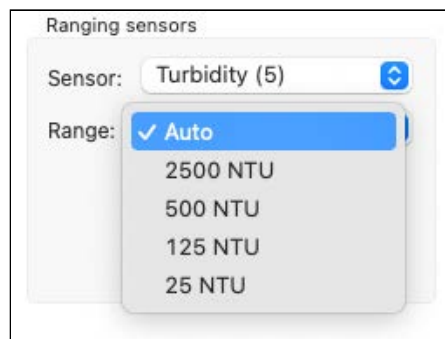 Ranging sensors
Sensor: Turbidity (5)
Range: Auto
2500 NTU
500 NTU
125 NTU
25 NTU